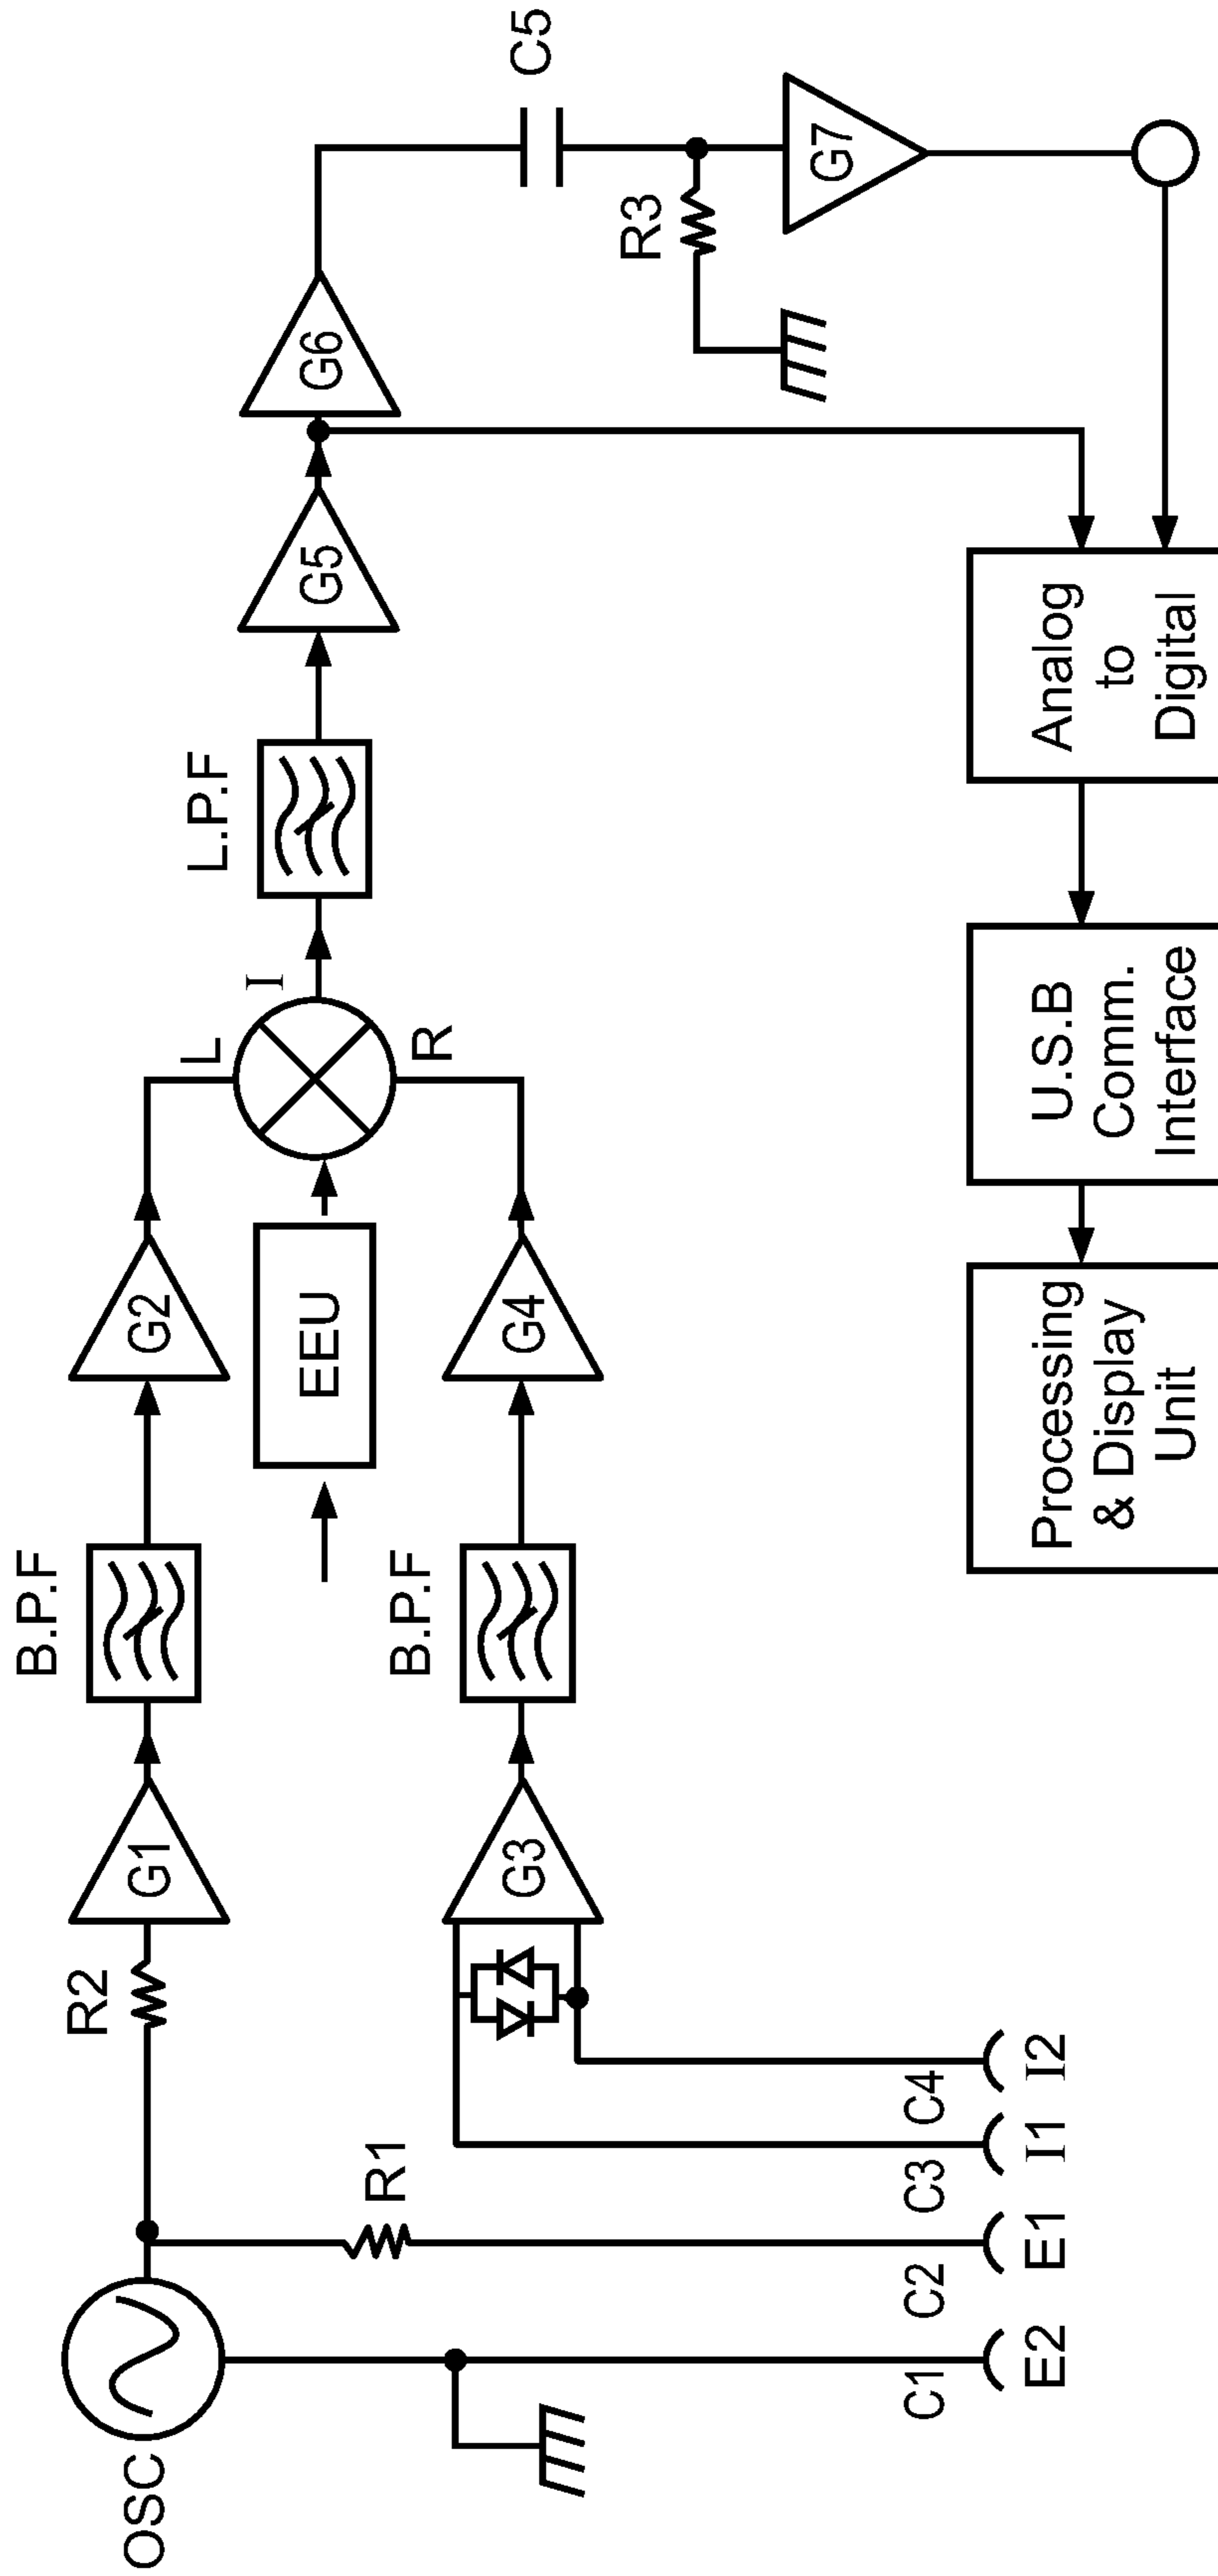 OSC
R2
G1
B.P.F
G2
L
I
L.P.F
G5
G6
C5
R3
G7
EEU
R
R1
G3
B.P.F
G4
C1
C2
C3
C4
E2
E1
I1
I2
Processing
& Display
Unit
U.S.B
Comm.
Interface
Analog
to
Digital